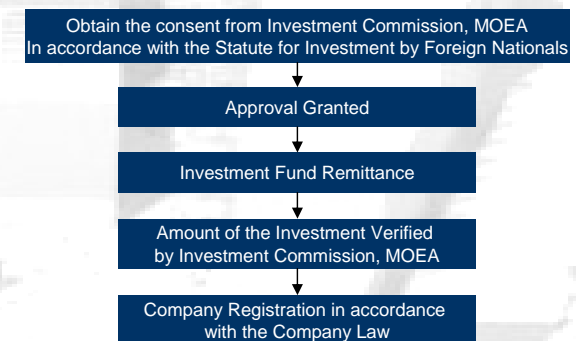 Obtain the consent from Investment Commission, MOEA
In accordance with the Statute for Investment by Foreign Nationals
Approval Granted
Investment Fund Remittance
Amount of the Investment Verified
by Investment Commission, MOEA
Company Registration in accordance
with the Company Law